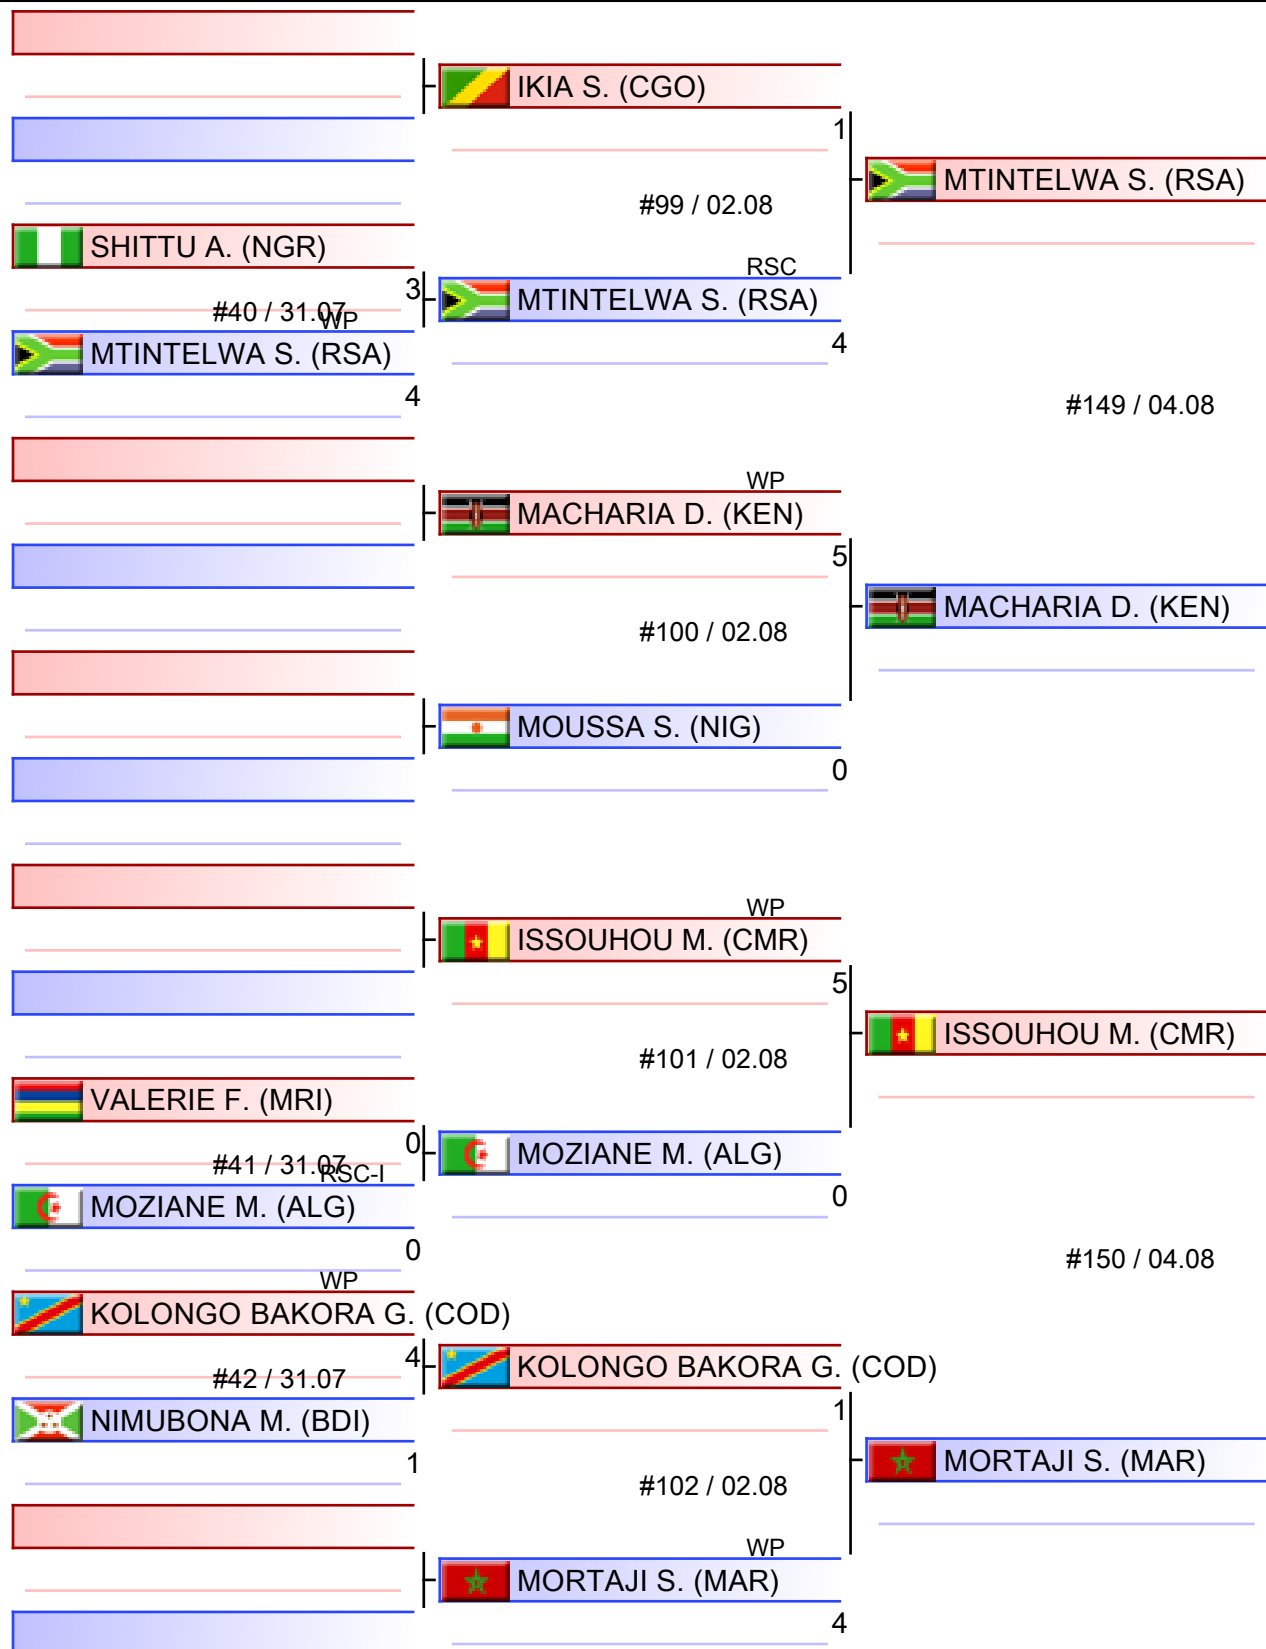 IKIA S. (CGO)
1
MTINTELWA S. (RSA)
#99 / 02.08
SHITTU A. (NGR)
RSC
3
MTINTELWA S. (RSA)
#40 / 31.07
WP
MTINTELWA S. (RSA)
4
4
#149 / 04.08
WP
MACHARIA D. (KEN)
5
MACHARIA D. (KEN)
#100 / 02.08
MOUSSA S. (NIG)
0
WP
ISSOUHOU M. (CMR)
5
ISSOUHOU M. (CMR)
#101 / 02.08
VALERIE F. (MRI)
0
MOZIANE M. (ALG)
#41 / 31.07
RSC-I
MOZIANE M. (ALG)
0
0
#150 / 04.08
WP
KOLONGO BAKORA G. (COD)
4
KOLONGO BAKORA G. (COD)
#42 / 31.07
NIMUBONA M. (BDI)
1
1
MORTAJI S. (MAR)
#102 / 02.08
WP
MORTAJI S. (MAR)
4